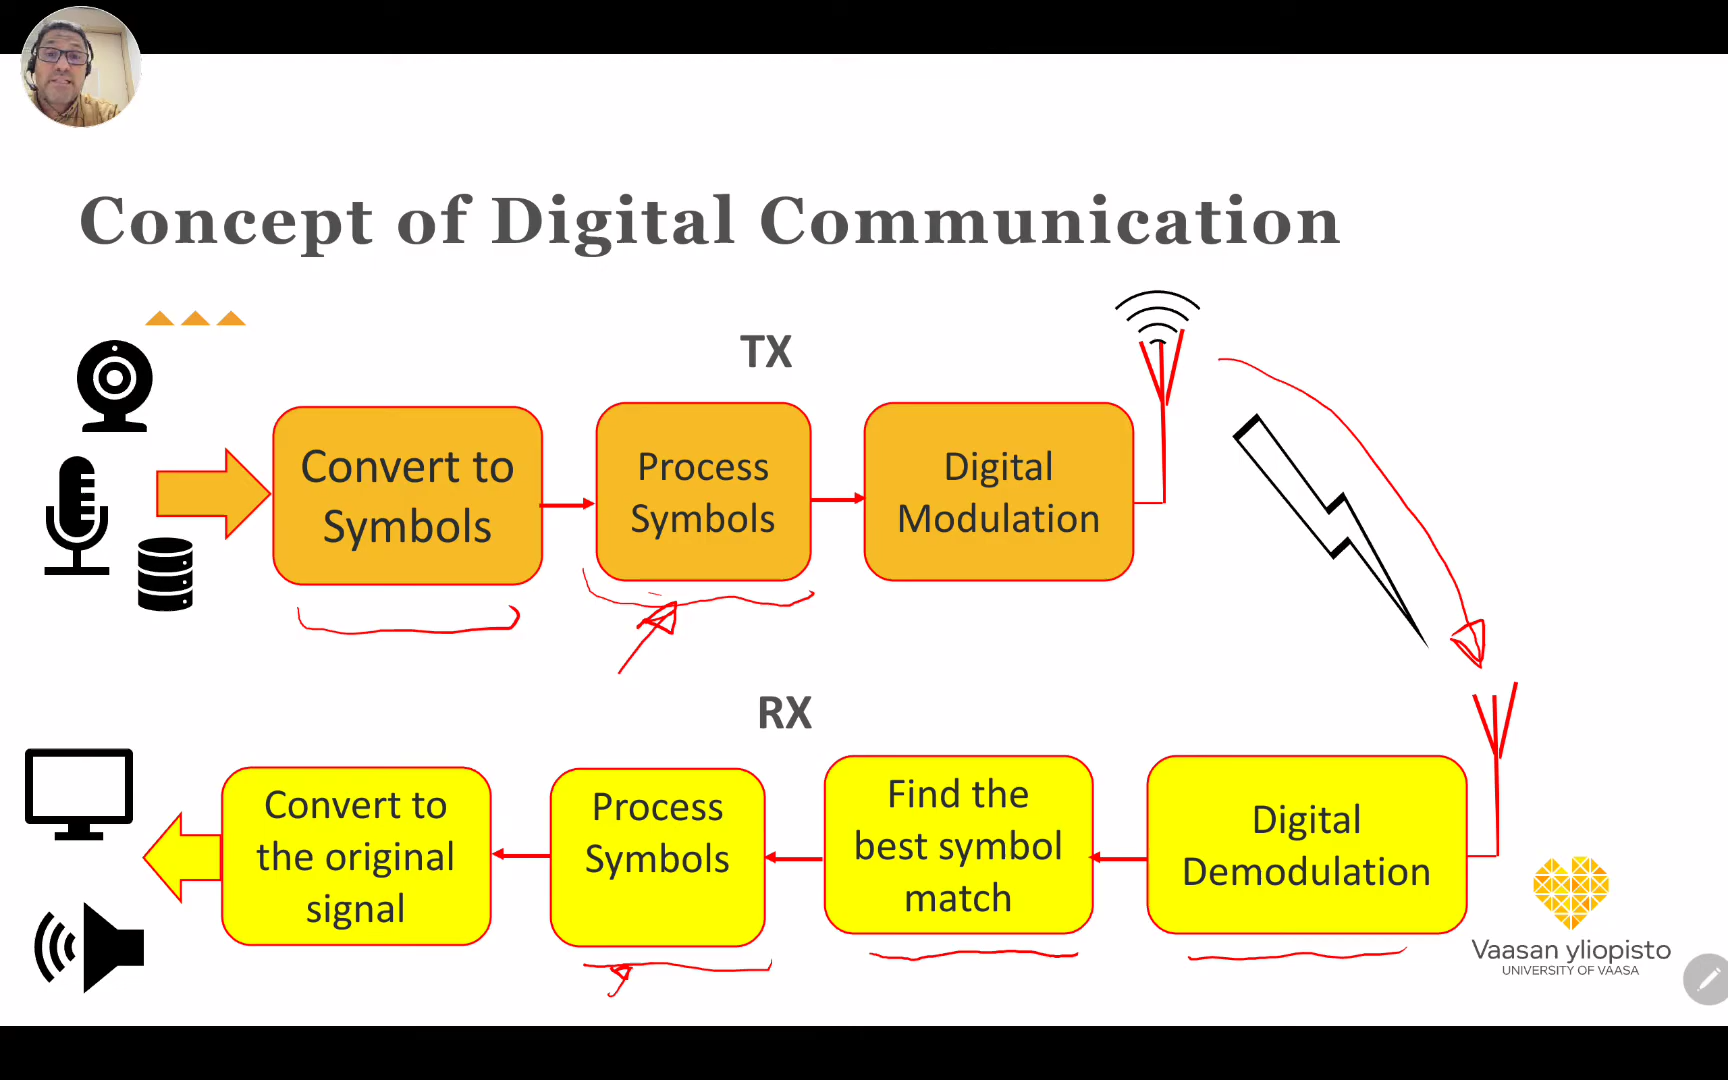 Concept of Digital Communication
TX
Convert to
Symbols
Process
Symbols
Digital
Modulation
RX
Convert to
the original
signal
Process
Symbols
Find the
best symbol
match
Digital
Demodulation
Vaasan yliopisto
UNIVERSITY OF VAASA